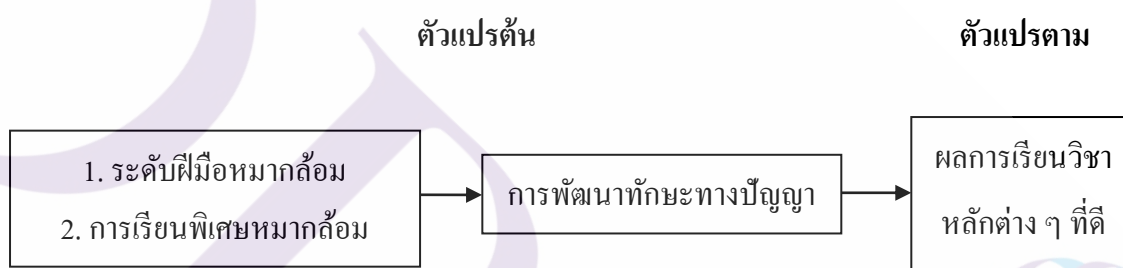 ตัวแปรต้น
ตัวแปรตาม
1. ระดับฝีมือหมากล้อม
2. การเรียนพิเศษหมากล้อม
การพัฒนาทักษะทางปัญญา
ผลการเรียนวิชา
หลักต่าง ๆ ที่ดี